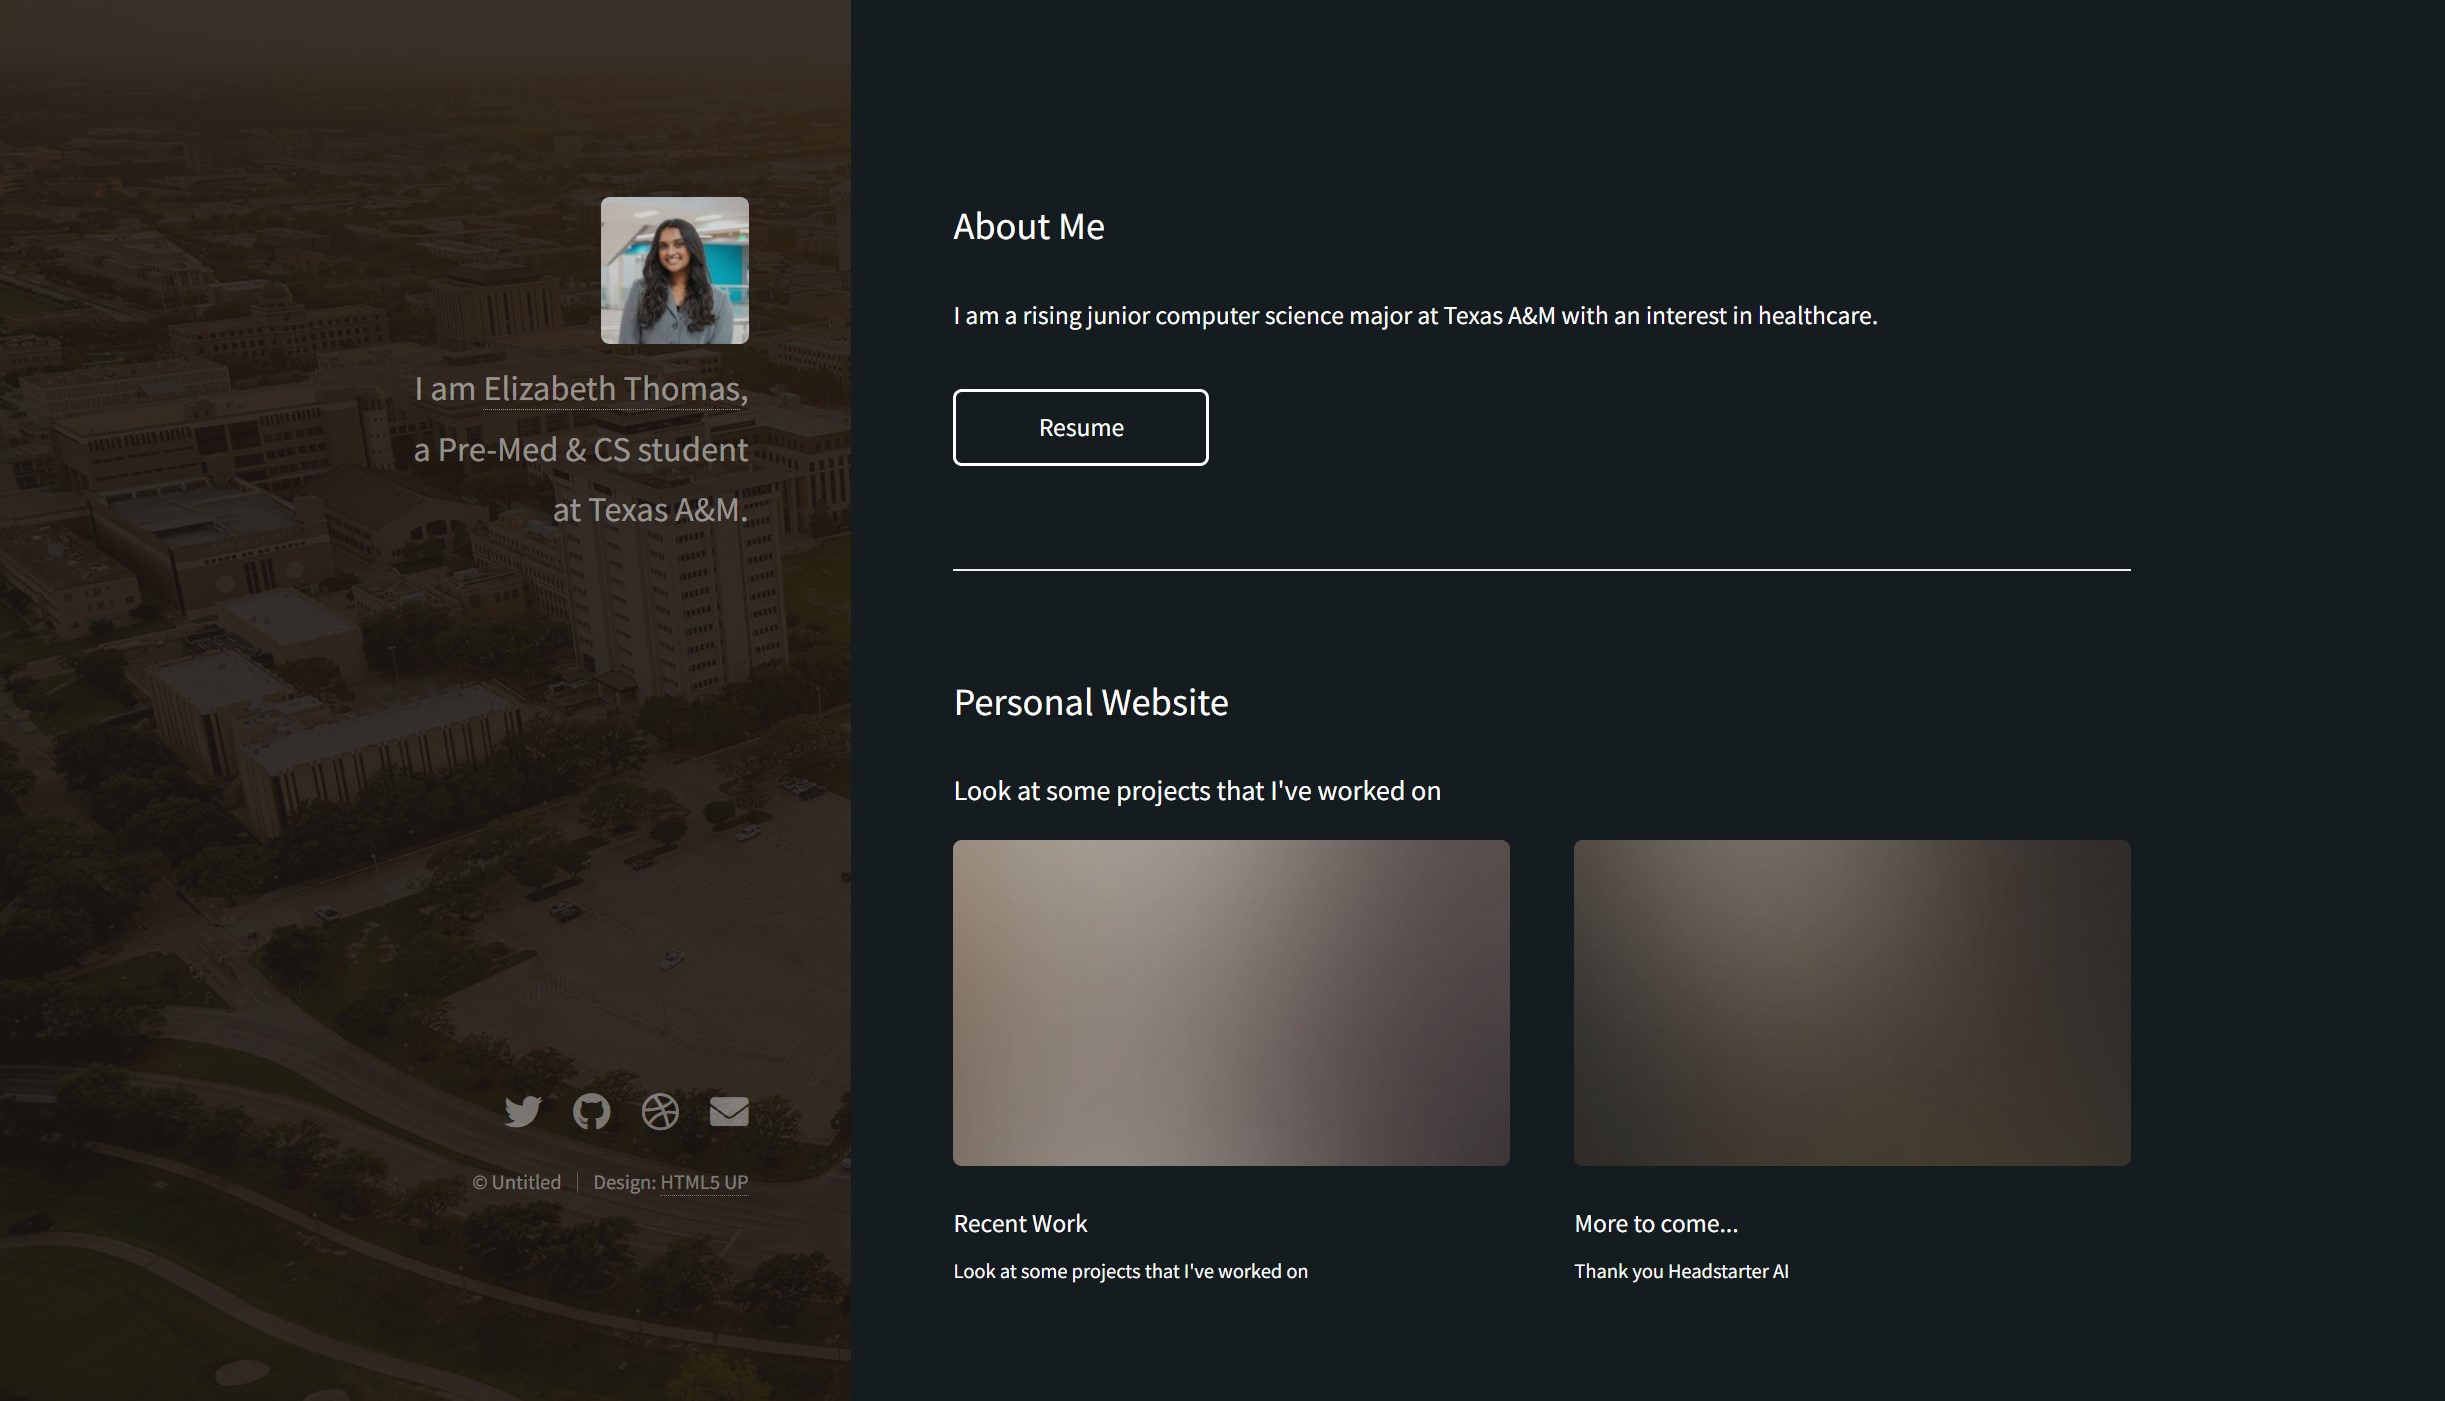 I am Elizabeth Thomas,
a Pre-Med & CS student
at Texas A&M.
© Untitled
Design: HTML5 UP
About Me
I am a rising junior computer science major at Texas A&M with an interest in healthcare.
Resume
Personal Website
Look at some projects that I've worked on
Recent Work
Look at some projects that I've worked on
More to come...
Thank you Headstarter AI